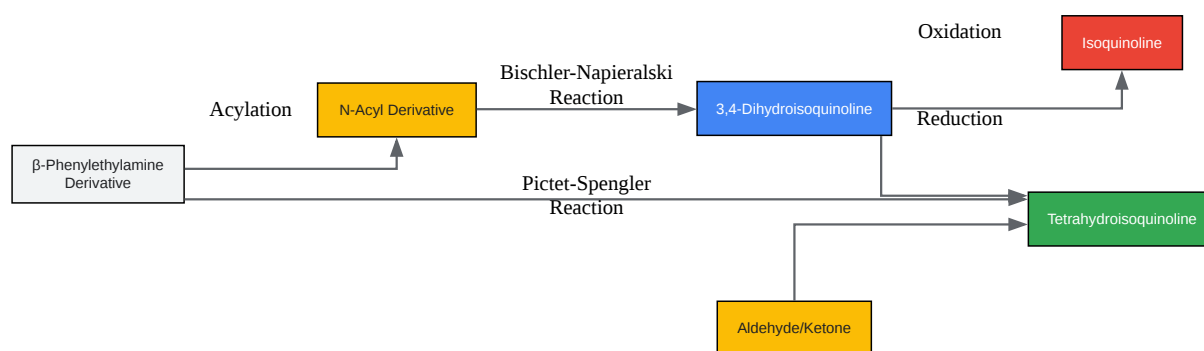 Oxidation
Isoquinoline
Bischler-Napieralski
Reaction
Acylation
N-Acyl Derivative
3,4-Dihydroisoquinoline
Reduction
β-Phenylethylamine
Derivative
Pictet-Spengler
Reaction
Tetrahydroisoquinoline
Aldehyde/Ketone